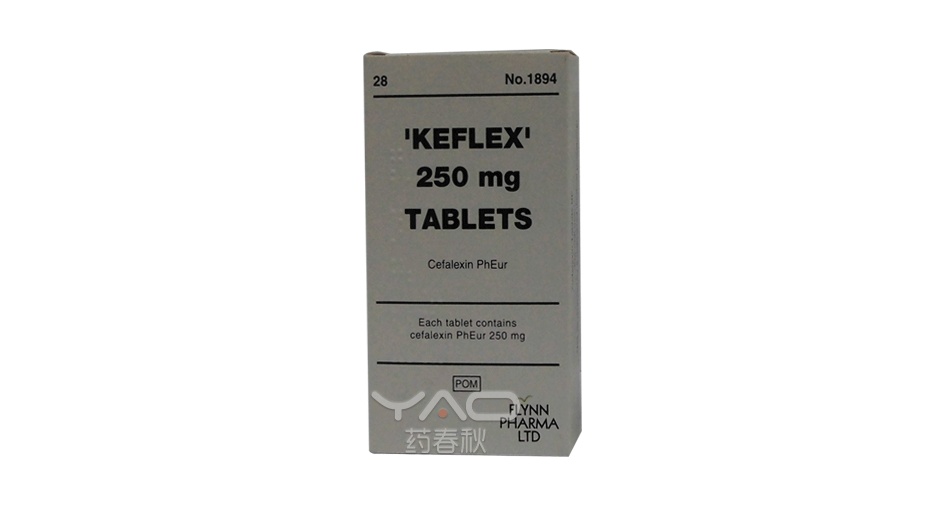 28 No.1894
'KEFLEX'
250 mg
TABLETS
Cefalexin PhEur
Each tablet contains
cefalexin PhEur 250 mg
POM
YAO
药春秋
FLYNN
PHARMA
LTD